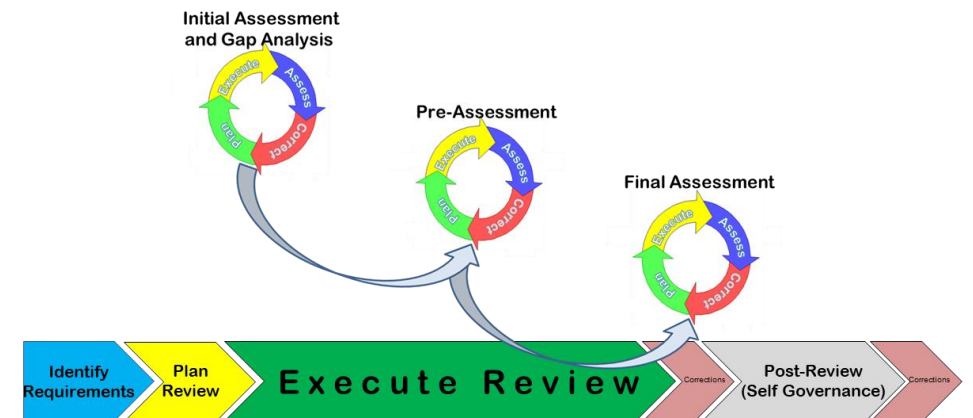 Initial Assessment
and Gap Analysis
Execute
Assess
Correct
Plan
Pre-Assessment
Execute
Assess
Correct
Plan
Final Assessment
Execute
Assess
Correct
Plan
Identify
Requirements
Plan
Review
Execute Review
Corrections
Post-Review
(Self Governance)
Corrections